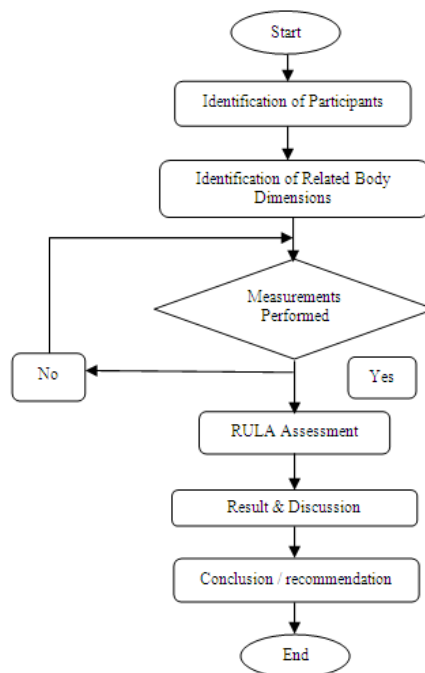 Start
Identification of Participants
Identification of Related Body
Dimensions
Measurements
Performed
No
Yes
RULA Assessment
Result & Discussion
Conclusion / recommendation
End